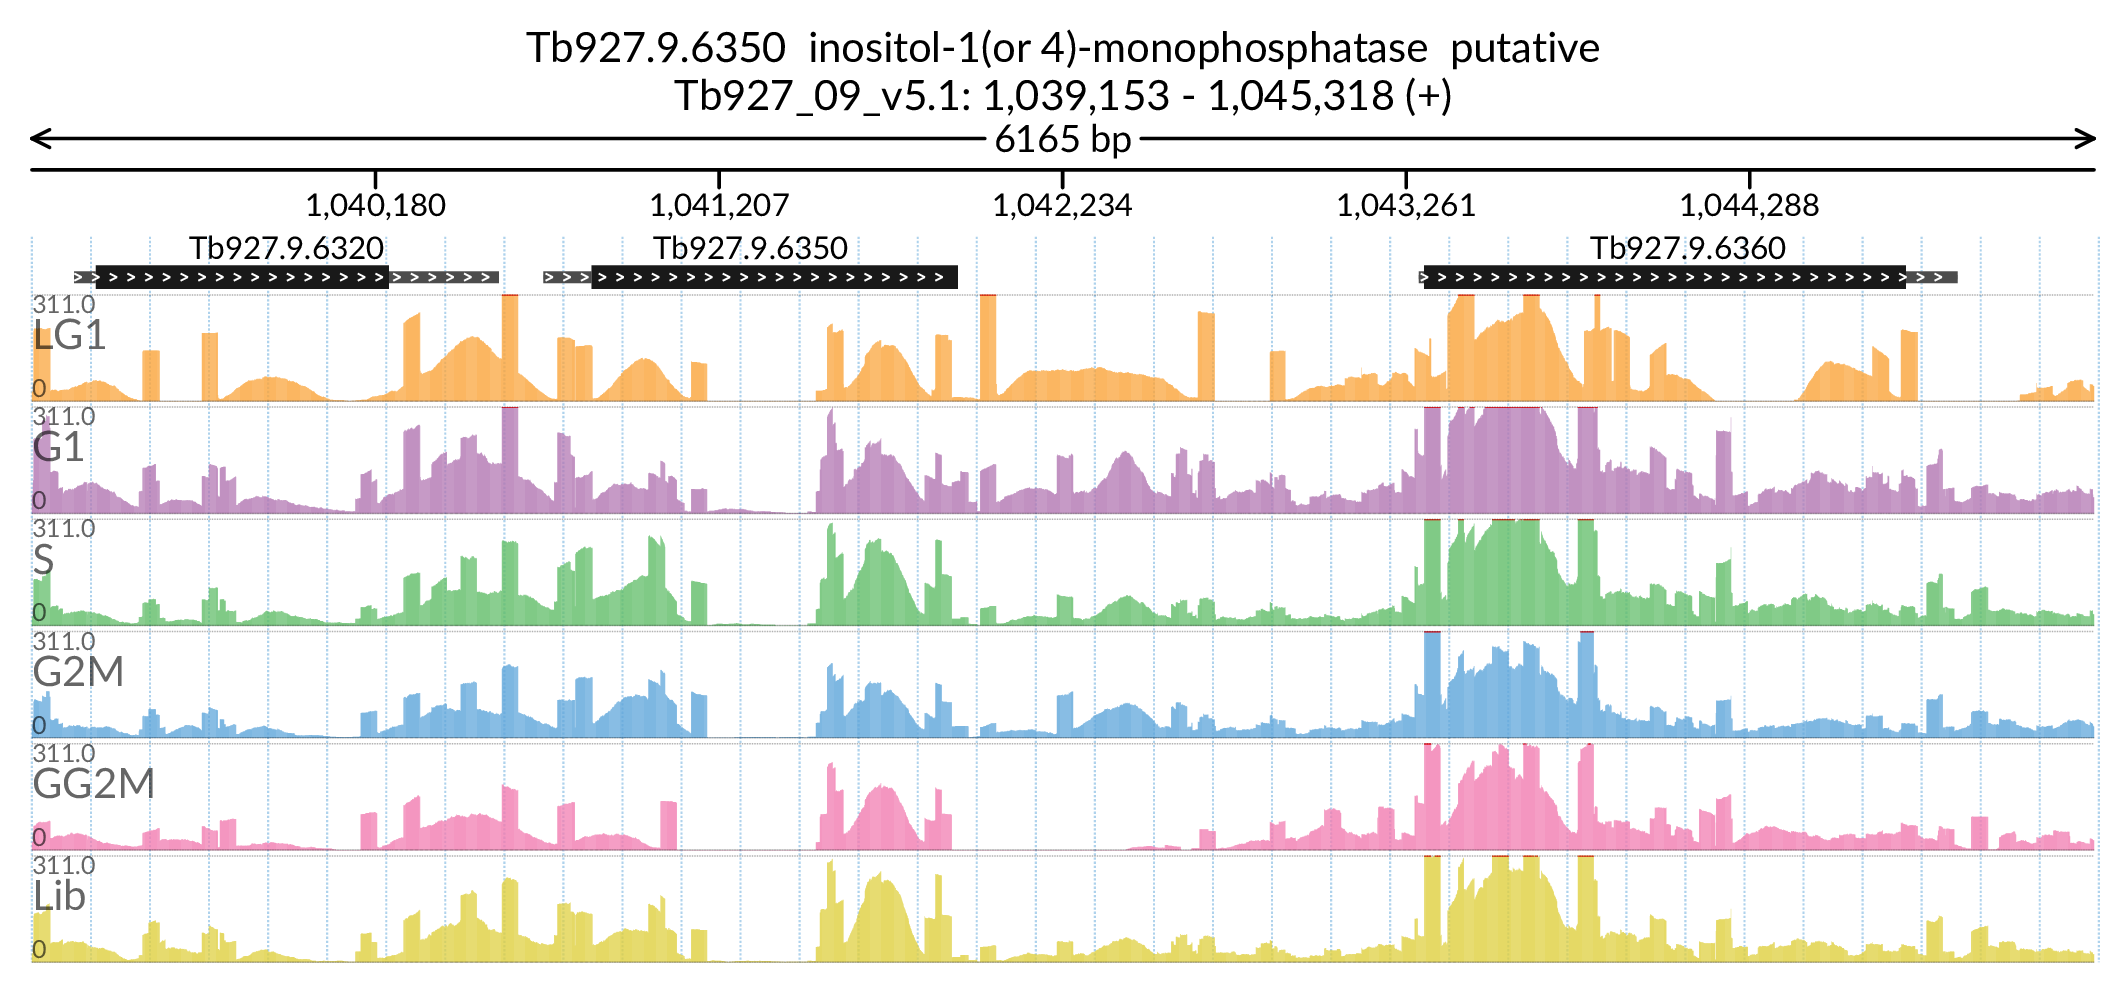 Tb927.9.6350 inositol-1(or 4)-monophosphatase putative
Tb927_09_v5.1: 1,039,153 - 1,045,318 (+)
6165 bp
1,040,180 1,041,207 1,042,234 1,043,261 1,044,288
Tb927.9.6320 Tb927.9.6350 Tb927.9.6360
311.0
LG1
0
311.0
G1
0
311.0
S
0
311.0
G2M
0
311.0
GG2M
0
311.0
Lib
0